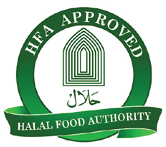 HFA APPROVED
حلال
HALAL FOOD AUTHORITY